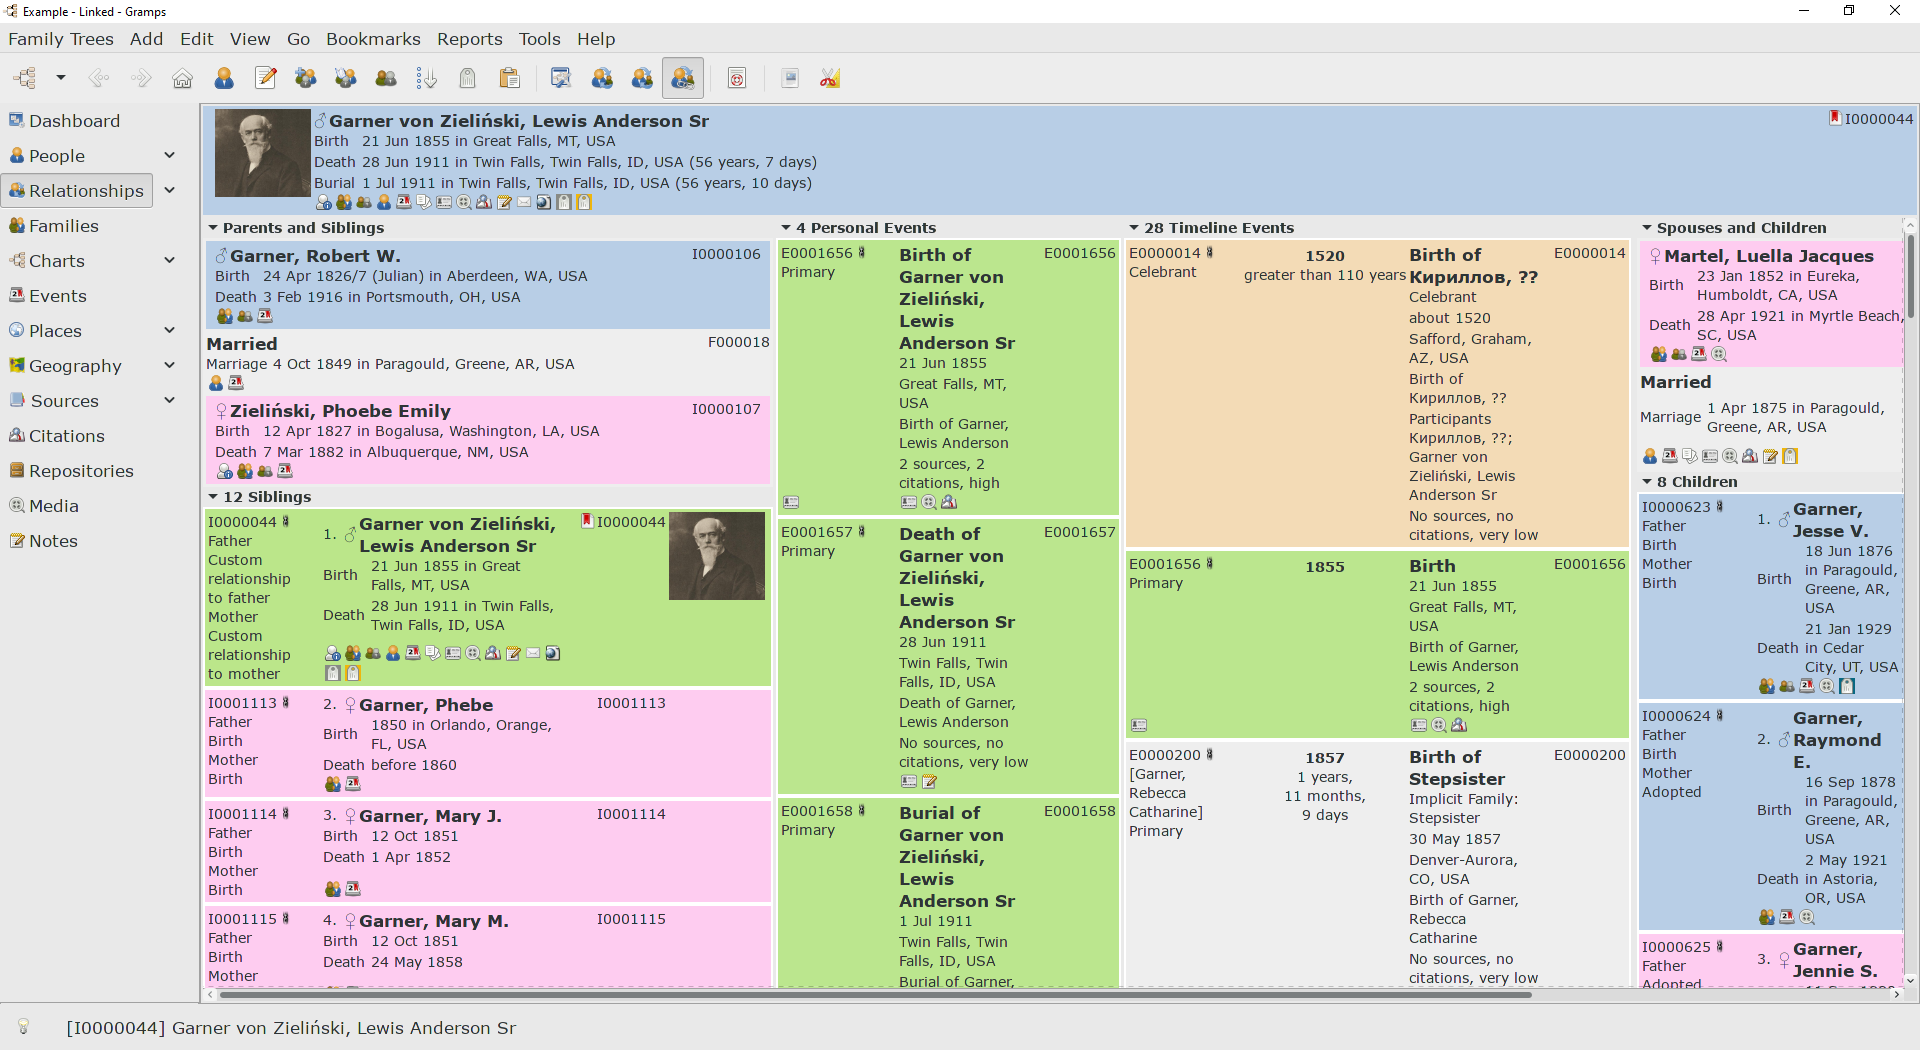 Example - Linked - Gramps
Family Trees Add Edit View Go Bookmarks Reports Tools Help
Dashboard
People
Relationships
Families
Charts
Events
Places
Geography
Sources
Citations
Repositories
Media
Notes
Garner von Zieliński, Lewis Anderson Sr
I0000044
Birth 21 Jun 1855 in Great Falls, MT, USA
Death 28 Jun 1911 in Twin Falls, Twin Falls, ID, USA (56 years, 7 days)
Burial 1 Jul 1911 in Twin Falls, Twin Falls, ID, USA (56 years, 10 days)
Parents and Siblings
Garner, Robert W.
I0000106
Birth 24 Apr 1826/7 (Julian) in Aberdeen, WA, USA
Death 3 Feb 1916 in Portsmouth, OH, USA
Married
F000018
Marriage 4 Oct 1849 in Paragould, Greene, AR, USA
Zieliński, Phoebe Emily
I0000107
Birth 12 Apr 1827 in Bogalusa, Washington, LA, USA
Death 7 Mar 1882 in Albuquerque, NM, USA
12 Siblings
I0000044
Father
Custom
relationship
to father
Mother
Custom
relationship
to mother
1. Garner von Zieliński,
Lewis Anderson Sr
I0000044
Birth 21 Jun 1855 in Great
Falls, MT, USA
Death 28 Jun 1911 in Twin Falls,
Twin Falls, ID, USA
I0001113
Father
Birth
Mother
Birth
2. Garner, Phebe
I0001113
Birth 1850 in Orlando, Orange,
FL, USA
Death before 1860
I0001114
Father
Birth
Mother
Birth
3. Garner, Mary J.
I0001114
Birth 12 Oct 1851
Death 1 Apr 1852
I0001115
Father
Birth
Mother
4. Garner, Mary M.
I0001115
Birth 12 Oct 1851
Death 24 May 1858
4 Personal Events
E0001656
Primary
Birth of
Garner von
Zieliński,
Lewis
Anderson Sr
E0001656
21 Jun 1855
Great Falls, MT,
USA
Birth of Garner,
Lewis Anderson
2 sources, 2
citations, high
E0001657
Primary
Death of
Garner von
Zieliński,
Lewis
Anderson Sr
E0001657
28 Jun 1911
Twin Falls, Twin
Falls, ID, USA
Death of Garner,
Lewis Anderson
No sources, no
citations, very low
E0001658
Primary
Burial of
Garner von
Zieliński,
Lewis
Anderson Sr
E0001658
1 Jul 1911
Twin Falls, Twin
Falls, ID, USA
Burial of Garner,
28 Timeline Events
E0000014
Celebrant
1520
greater than 110 years
Birth of
Кириллов, ??
E0000014
Celebrant
about 1520
Safford, Graham,
AZ, USA
Birth of
Кириллов, ??
Participants
Кириллов, ??;
Garner von
Zieliński, Lewis
Anderson Sr
No sources, no
citations, very low
E0001656
Primary
1855
Birth
E0001656
21 Jun 1855
Great Falls, MT,
USA
Birth of Garner,
Lewis Anderson
2 sources, 2
citations, high
E0000200
[Garner,
Rebecca
Catharine]
Primary
1857
1 years,
11 months,
9 days
Birth of
Stepsister
E0000200
Implicit Family:
Stepsister
30 May 1857
Denver-Aurora,
CO, USA
Birth of Garner,
Rebecca
Catharine
No sources, no
citations, very low
Spouses and Children
Martel, Luella Jacques
Birth 23 Jan 1852 in Eureka,
Humboldt, CA, USA
Death 28 Apr 1921 in Myrtle Beach,
SC, USA
Married
Marriage 1 Apr 1875 in Paragould,
Greene, AR, USA
8 Children
I0000623
Father
Birth
Mother
Birth
1. Garner,
Jesse V.
Birth 18 Jun 1876
in Paragould,
Greene, AR,
USA
Death 21 Jan 1929
in Cedar
City, UT, USA
I0000624
Father
Birth
Mother
Adopted
2. Garner,
Raymond
E.
Birth 16 Sep 1878
in Paragould,
Greene, AR,
USA
Death 2 May 1921
in Astoria,
OR, USA
I0000625
Father
Adopted
3. Garner,
Jennie S.
[I0000044] Garner von Zieliński, Lewis Anderson Sr